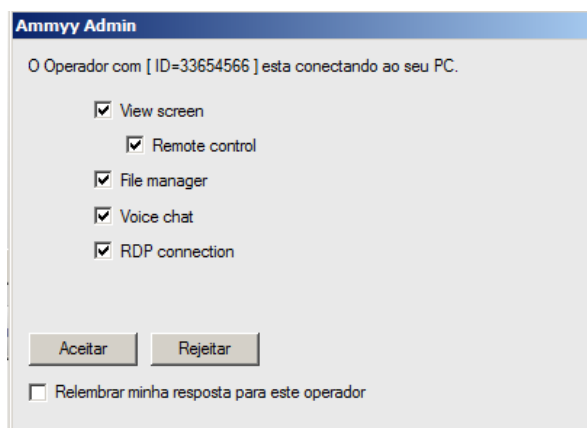 Ammyy Admin
O Operador com [ ID=33654566 ] esta conectando ao seu PC.
View screen
Remote control
File manager
Voice chat
RDP connection
Aceitar Rejeitar
Relembrar minha resposta para este operador